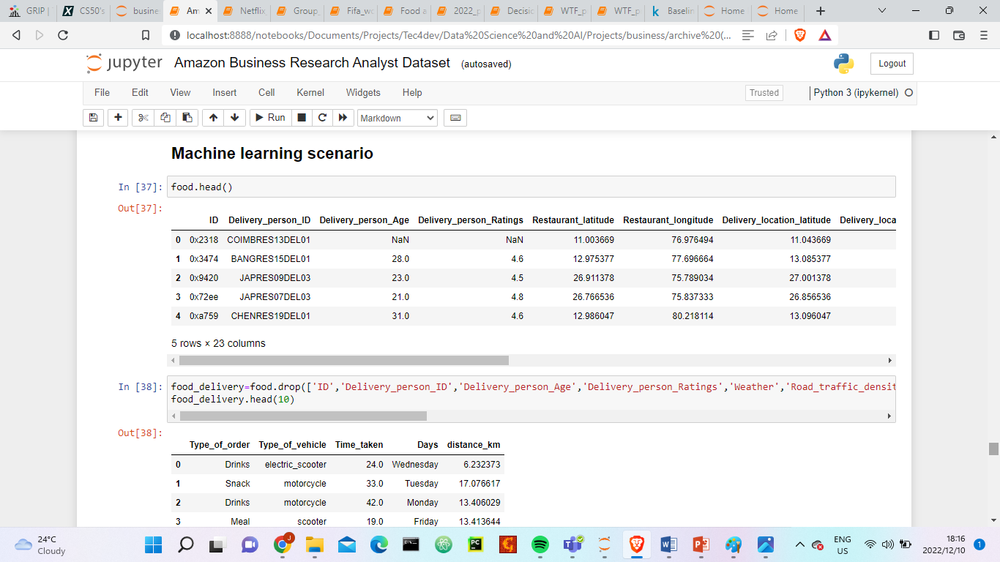 GRIP |
CS50's
busine
Am
Netflix
Group_
Fifa_wo
Food a
2022_p
Decisio
WTF_p
WTF_p
Baselin
Home
Home
localhost:8888/notebooks/Documents/Projects/Tec4dev/Data%20Science%20and%20AI/Projects/business/archive%20(...
jupyter Amazon Business Research Analyst Dataset (autosaved)
Logout
File Edit View Insert Cell Kernel Widgets Help
Trusted
Python 3 (ipykernel)
Run
Markdown
Machine learning scenario
In [37]: food.head()
Out[37]:
ID Delivery_person_ID Delivery_person_Age Delivery_person_Ratings Restaurant_latitude Restaurant_longitude Delivery_location_latitude Delivery_loca
0 0x2318 COIMBRES13DEL01 NaN NaN 11.003669 76.976494 11.043669
1 0x3474 BANGRES15DEL01 28.0 4.6 12.975377 77.696664 13.085377
2 0x9420 JAPRES09DEL03 23.0 4.5 26.911378 75.789034 27.001378
3 0x72ee JAPRES07DEL03 21.0 4.8 26.766536 75.837333 26.856536
4 0xa759 CHENRES19DEL01 31.0 4.6 12.986047 80.218114 13.096047
5 rows × 23 columns
In [38]: food_delivery=food.drop(['ID','Delivery_person_ID','Delivery_person_Age','Delivery_person_Ratings','Weather','Road_traffic_densit
food_delivery.head(10)
Out[38]:
Type_of_order Type_of_vehicle Time_taken Days distance_km
0 Drinks electric_scooter 24.0 Wednesday 6.232373
1 Snack motorcycle 33.0 Tuesday 17.076617
2 Drinks motorcycle 42.0 Monday 13.406029
3 Meal scooter 19.0 Friday 13.413644
24°C
Cloudy
J
PC
ENG
US
18:16
2022/12/10
1